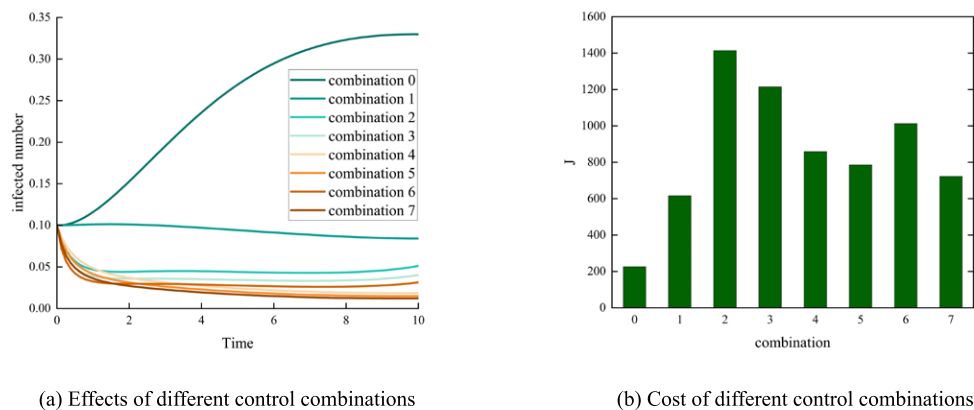 0.35
0.30
0.25
0.20
0.15
0.10
0.05
0.00
infected number
0 2 4 6 8 10
Time
combination 0
combination 1
combination 2
combination 3
combination 4
combination 5
combination 6
combination 7
(a) Effects of different control combinations
1600
1400
1200
1000
800
600
400
200
0
J
0 1 2 3 4 5 6 7
combination
(b) Cost of different control combinations